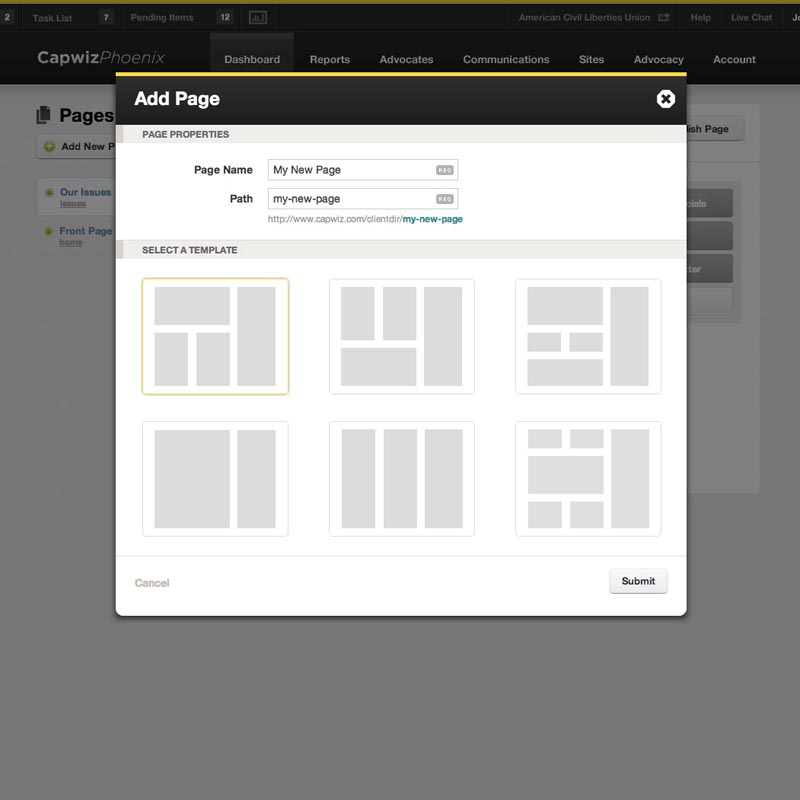 2 Task List 7 Pending Items 12 American Civil Liberties Union Help Live Chat
CapwizPhoenix Dashboard Reports Advocates Communications Sites Advocacy Account
Add Page
Pages
Add New P
Our Issues
issues
Front Page
home
lish Page
cials
tter
PAGE PROPERTIES
Page Name My New Page REQ
Path my-new-page REQ
http://www.capwiz.com/clientdir/my-new-page
SELECT A TEMPLATE
Cancel Submit